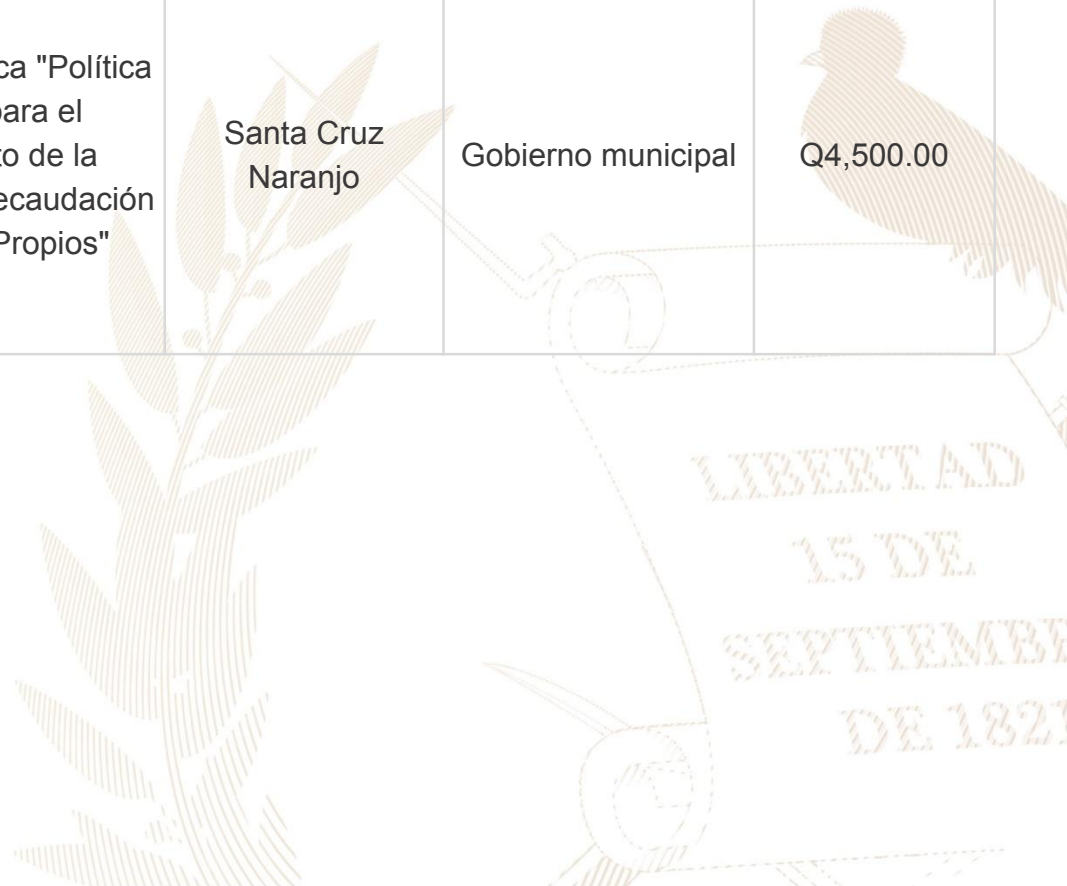 ca "Política
para el
to de la
ecaudación
Propios"
Santa Cruz
Naranjo
Gobierno municipal
Q4,500.00
LIBERTAD
15 DE
SEPTIEMB
DE 1821